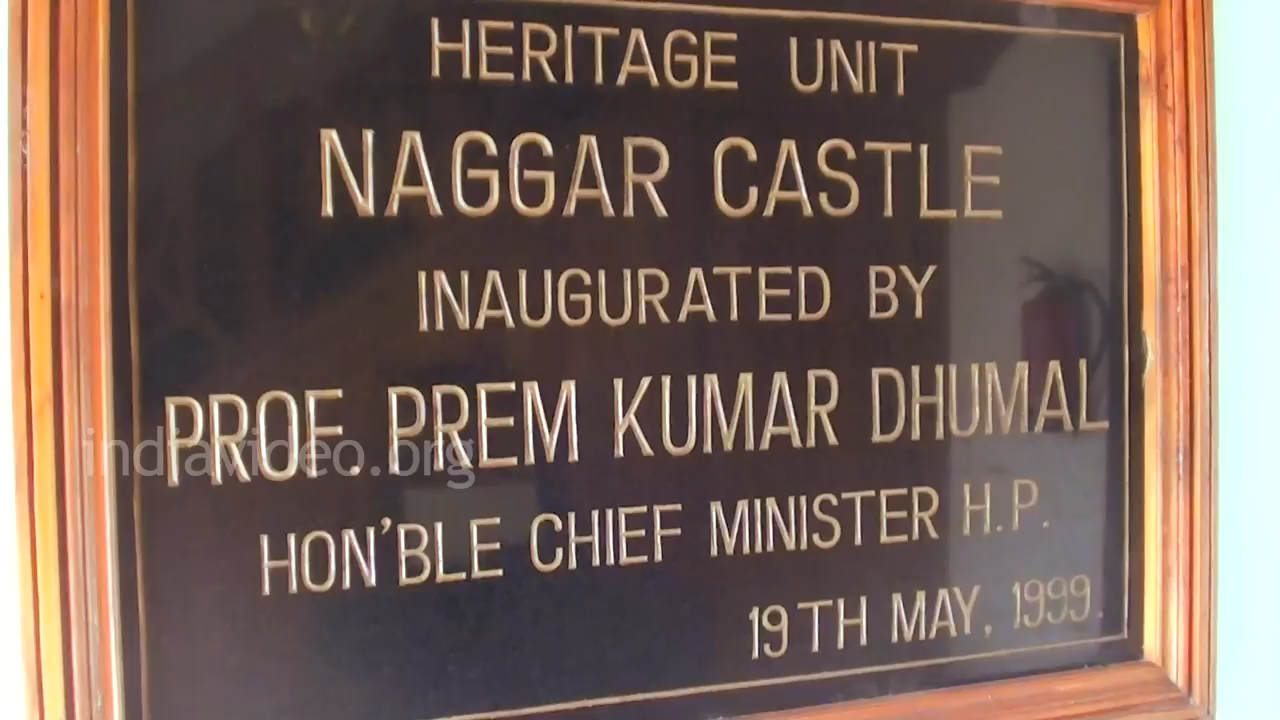 HERITAGE UNIT
NAGGAR CASTLE
INAUGURATED BY
PROF. PREM KUMAR DHUMAL
indiavideo.org
HON'BLE CHIEF MINISTER H.P.
19TH MAY, 1999.